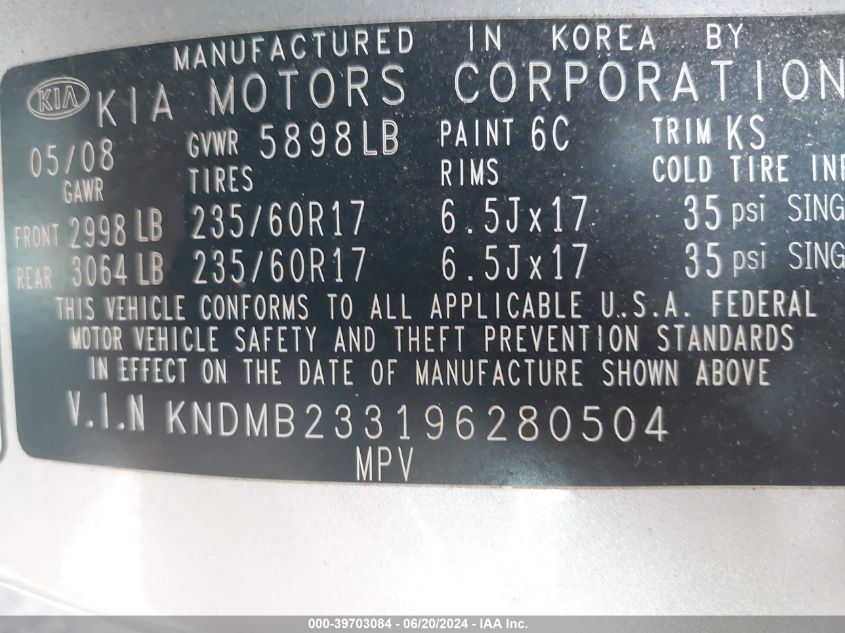 MANUFACTURED IN KOREA BY
KIA KIA MOTORS CORPORATION
05/08 GVWR 5898LB PAINT 6C TRIM KS
GAWR TIRES RIMS COLD TIRE
FRONT 2998 LB 235/60R17 6.5Jx17 35 psi
REAR 3064 LB 235/60R17 6.5Jx17 35 psi
THIS VEHICLE CONFORMS TO ALL APPLICABLE U.S.A. FEDERAL
MOTOR VEHICLE SAFETY AND THEFT PREVENTION STANDARDS
IN EFFECT ON THE DATE OF MANUFACTURE SHOWN ABOVE
V.I.N KNDMB233196280504
MPV
000-39703084 - 06/20/2024 - IAA Inc.